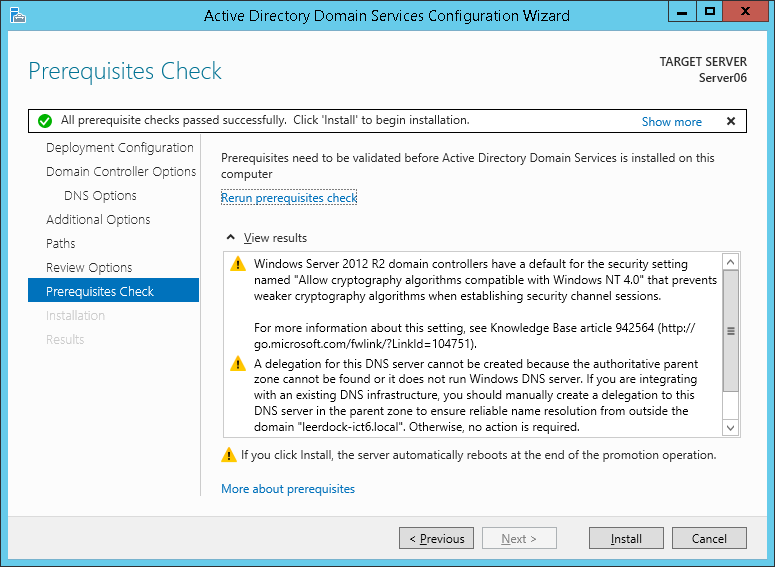 Active Directory Domain Services Configuration Wizard
Prerequisites Check
TARGET SERVER
Server06
All prerequisite checks passed successfully. Click 'Install' to begin installation.
Show more
Deployment Configuration
Domain Controller Options
DNS Options
Additional Options
Paths
Review Options
Prerequisites Check
Installation
Results
Prerequisites need to be validated before Active Directory Domain Services is installed on this
computer
Rerun prerequisites check
View results
Windows Server 2012 R2 domain controllers have a default for the security setting
named "Allow cryptography algorithms compatible with Windows NT 4.0" that prevents
weaker cryptography algorithms when establishing security channel sessions.
For more information about this setting, see Knowledge Base article 942564 (http://
go.microsoft.com/fwlink/?LinkId=104751).
A delegation for this DNS server cannot be created because the authoritative parent
zone cannot be found or it does not run Windows DNS server. If you are integrating
with an existing DNS infrastructure, you should manually create a delegation to this
DNS server in the parent zone to ensure reliable name resolution from outside the
domain "leerdock-ict6.local". Otherwise, no action is required.
If you click Install, the server automatically reboots at the end of the promotion operation.
More about prerequisites
< Previous
Next >
Install
Cancel